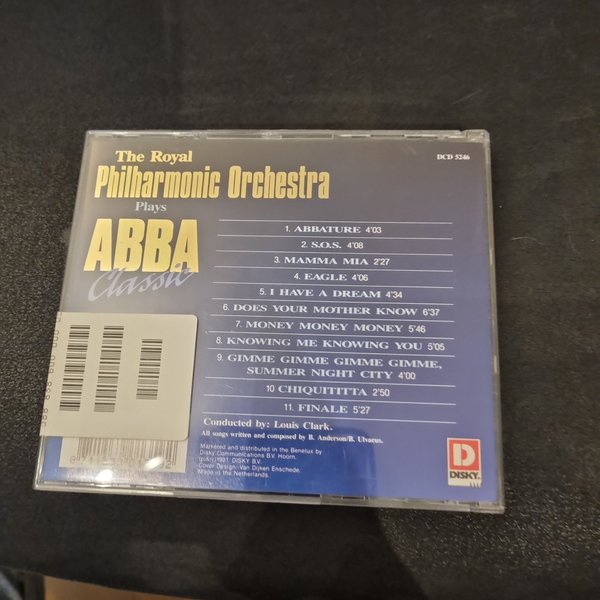 The Royal
Philharmonic Orchestra
Plays
ABBA
Classic
DCD 5246
1. ABBATURE 4'03
2. S.O.S. 4'08
3. MAMMA MIA 2'27
4. EAGLE 4'06
5. I HAVE A DREAM 4'34
6. DOES YOUR MOTHER KNOW 6'37
7. MONEY MONEY MONEY 5'46
8. KNOWING ME KNOWING YOU 5'05
9. GIMME GIMME GIMME GIMME,
SUMMER NIGHT CITY 4'00
10 CHIQUITITTA 2'50
11. FINALE 5'27
Conducted by: Louis Clark.
All songs written and composed by B. Anderson/B. Ulvaeus.
Marketed and distributed in the Benelux by
Disky Communications B.V. Hoorn.
1991 DISKY B.V.
Cover Design: Van Dijken Enschede.
Made in the Netherlands.
D
DISKY